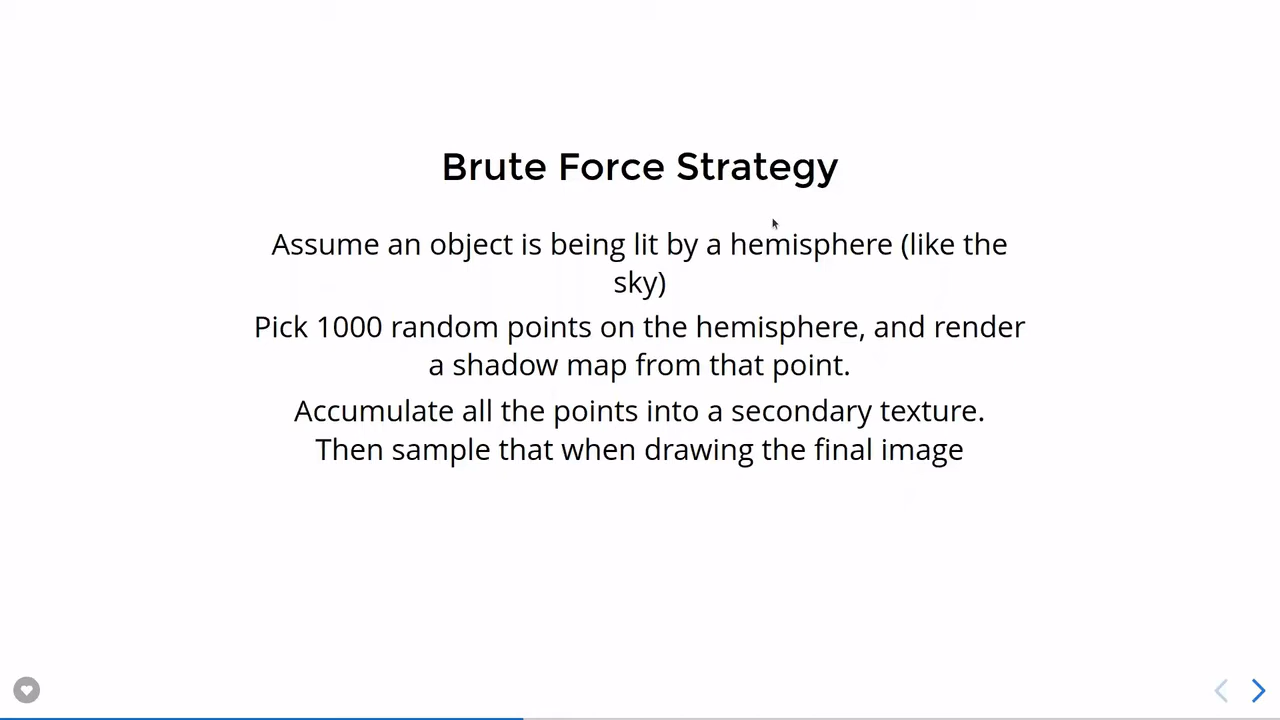 Brute Force Strategy
Assume an object is being lit by a hemisphere (like the
sky)
Pick 1000 random points on the hemisphere, and render
a shadow map from that point.
Accumulate all the points into a secondary texture.
Then sample that when drawing the final image